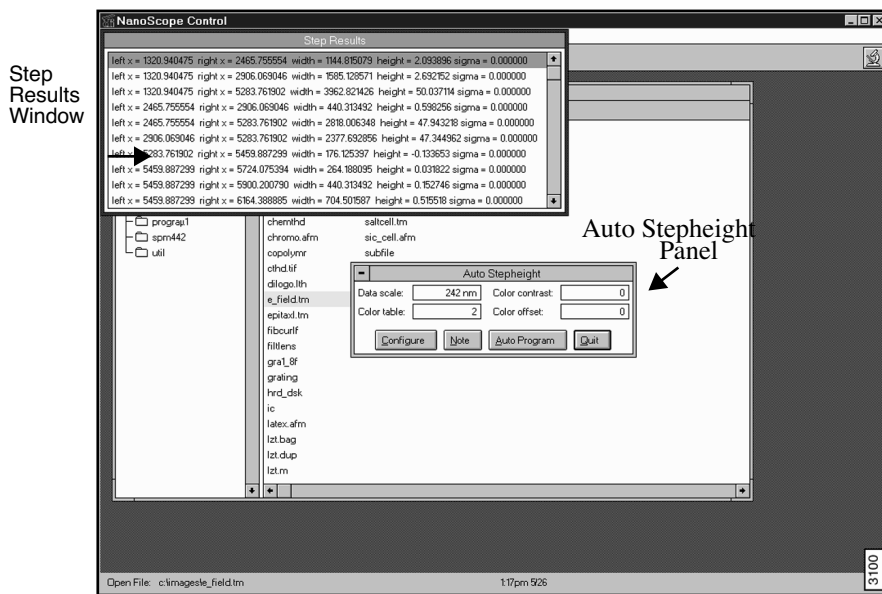 NanoScope Control
Step Results
left x = 1320.940475 right x = 2465.755554 width = 1144.815079 height = 2.093896 sigma = 0.000000
left x = 1320.940475 right x = 2906.069046 width = 1585.128571 height = 2.692152 sigma = 0.000000
left x = 1320.940475 right x = 5283.761902 width = 3962.821426 height = 50.037114 sigma = 0.000000
left x = 2465.755554 right x = 2906.069046 width = 440.313492 height = 0.598256 sigma = 0.000000
left x = 2465.755554 right x = 5283.761902 width = 2818.006348 height = 47.943218 sigma = 0.000000
left x = 2906.069046 right x = 5283.761902 width = 2377.692856 height = 47.344962 sigma = 0.000000
left x = 5283.761902 right x = 5459.887299 width = 176.125397 height = -0.133653 sigma = 0.000000
left x = 5459.887299 right x = 5724.075394 width = 264.188095 height = 0.031822 sigma = 0.000000
left x = 5459.887299 right x = 5900.200790 width = 440.313492 height = 0.152746 sigma = 0.000000
left x = 5459.887299 right x = 6164.388885 width = 704.501587 height = 0.515518 sigma = 0.000000
Step
Results
Window
progra,1
spm442
util
chemthd
chromo.afm
copolymr
cthd.tif
dilogo.lth
e_field.tm
epitaxl.tm
fibcurlf
filtlens
gra1_8f
grating
hrd_dsk
ic
latex.afm
lzt.bag
lzt.dup
lzt.m
saltcell.tm
sic_cell.afm
subfile
Auto Stepheight
Panel
Auto Stepheight
Data scale: 242 nm Color contrast: 0
Color table: 2 Color offset: 0
Configure Note Auto Program Quit
Open File: c:\images\e_field.tm 1:17pm 5/26
3100